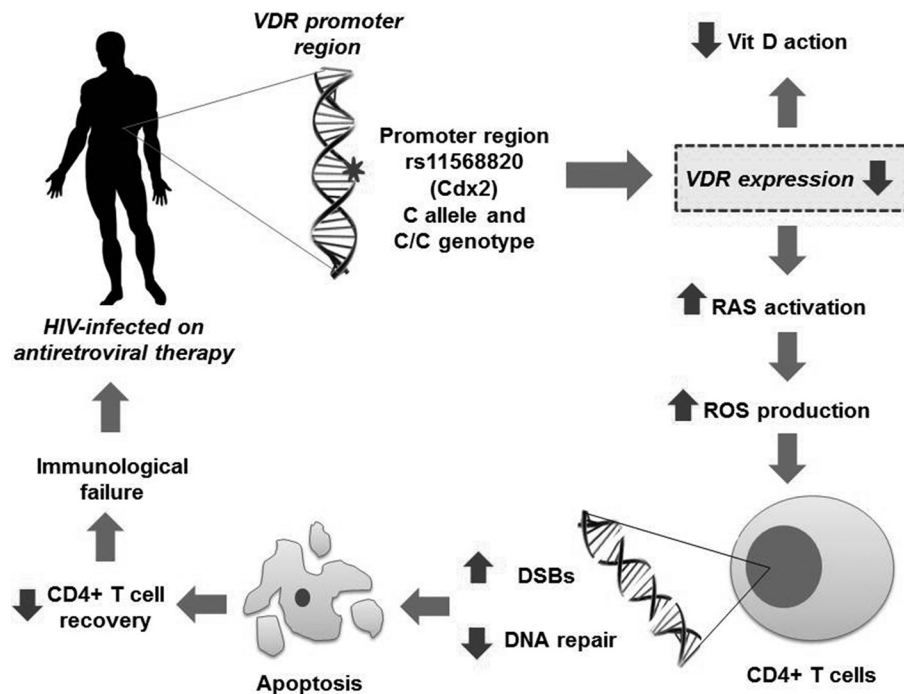 VDR promoter
region
Promoter region
rs11568820
(Cdx2)
C allele and
C/C genotype
HIV-infected on
antiretroviral therapy
Vit D action
VDR expression
RAS activation
ROS production
CD4+ T cells
DSBs
DNA repair
Apoptosis
CD4+ T cell
recovery
Immunological
failure